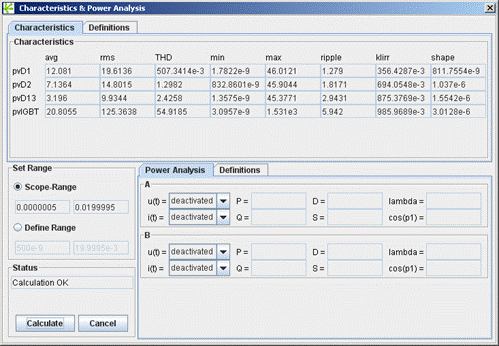 Characteristics & Power Analysis
Characteristics Definitions
Characteristics
avg rms THD min max ripple klirr shape
pvD1 12.081 19.6136 507.3414e-3 1.7822e-9 46.0121 1.279 356.4287e-3 811.7554e-9
pvD2 7.1364 14.8015 1.2982 832.8601e-9 45.9044 1.8171 694.0548e-3 1.037e-6
pvD13 3.196 9.9344 2.4258 1.3575e-9 45.3771 2.9431 875.3769e-3 1.5542e-6
pvIGBT 20.8055 125.3638 54.9185 3.0957e-9 1.531e3 5.942 985.9689e-3 3.0128e-6
Set Range
Scope-Range
0.0000005 0.0199995
Define Range
500e-9 19.9995e-3
Status
Calculation OK
Calculate Cancel
Power Analysis Definitions
A
u(t) = deactivated P = D = lambda =
i(t) = deactivated Q = S = cos(p1) =
B
u(t) = deactivated P = D = lambda =
i(t) = deactivated Q = S = cos(p1) =